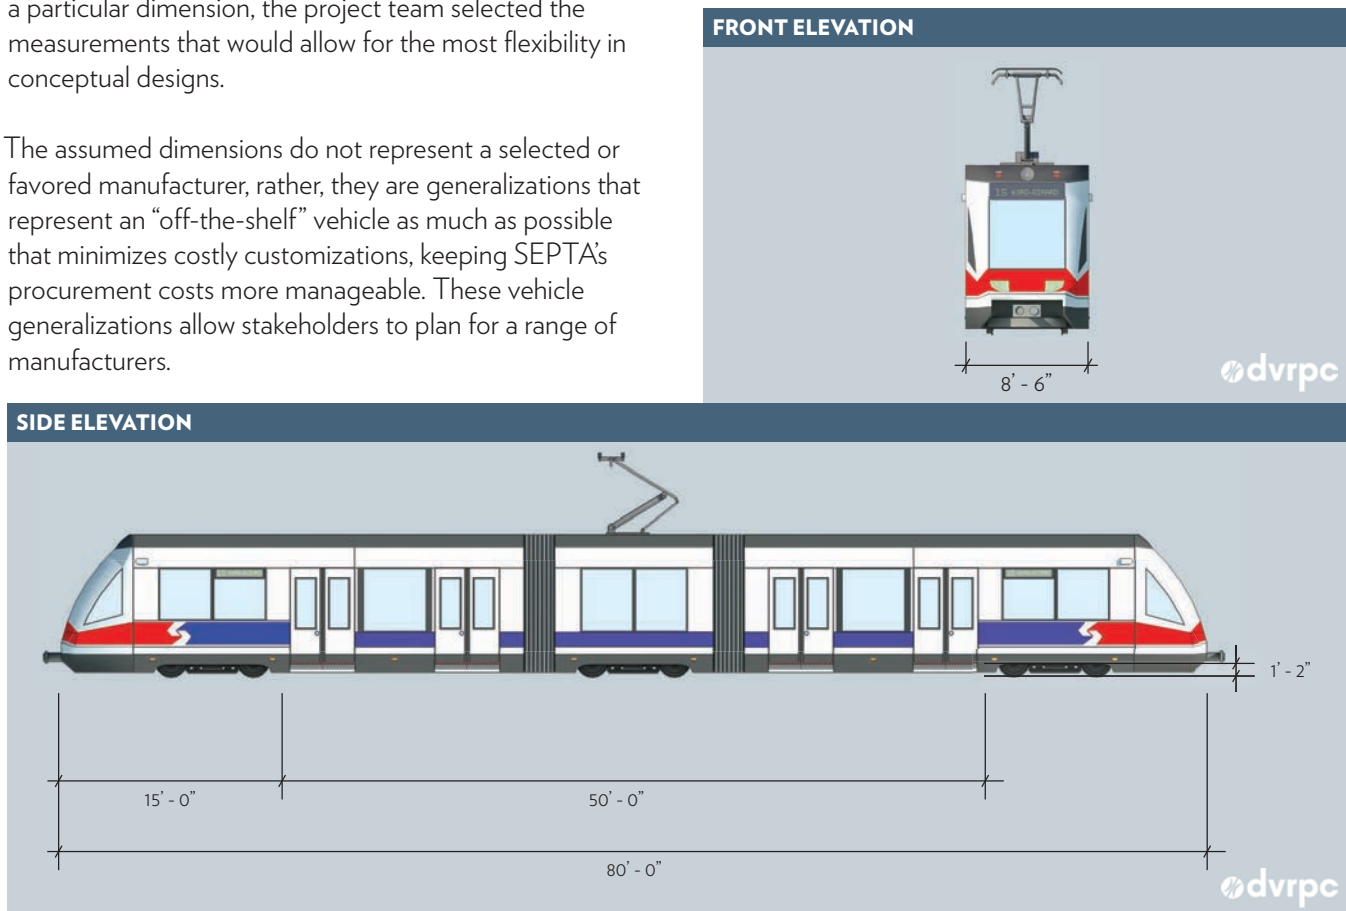 a particular dimension, the project team selected the
measurements that would allow for the most flexibility in
conceptual designs.
The assumed dimensions do not represent a selected or
favored manufacturer, rather, they are generalizations that
represent an “off-the-shelf” vehicle as much as possible
that minimizes costly customizations, keeping SEPTA’s
procurement costs more manageable. These vehicle
generalizations allow stakeholders to plan for a range of
manufacturers.
FRONT ELEVATION
15
8’ - 6”
dvrpc
SIDE ELEVATION
1’ - 2”
15’ - 0”
50’ - 0”
80’ - 0”
dvrpc